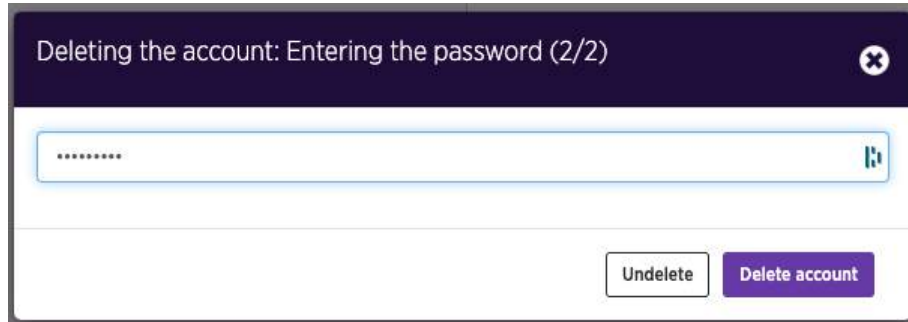 Deleting the account: Entering the password (2/2)
•••••••••
Undelete
Delete account